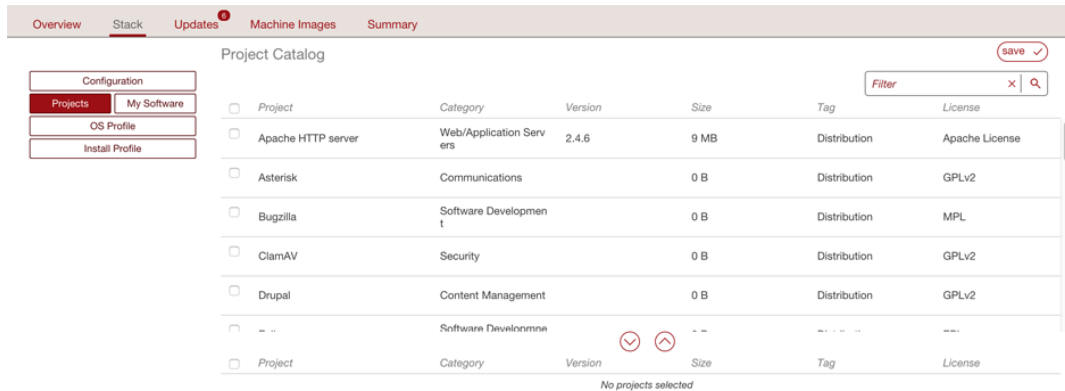 Overview Stack Updates 6 Machine Images Summary
Project Catalog
save
Configuration
Projects My Software
OS Profile
Install Profile
Filter
Project Category Version Size Tag License
Apache HTTP server Web/Application Serv
ers 2.4.6 9 MB Distribution Apache License
Asterisk Communications 0 B Distribution GPLv2
Bugzilla Software Developmen
t 0 B Distribution MPL
ClamAV Security 0 B Distribution GPLv2
Drupal Content Management 0 B Distribution GPLv2
Software Developmne
Project Category Version Size Tag License
No projects selected